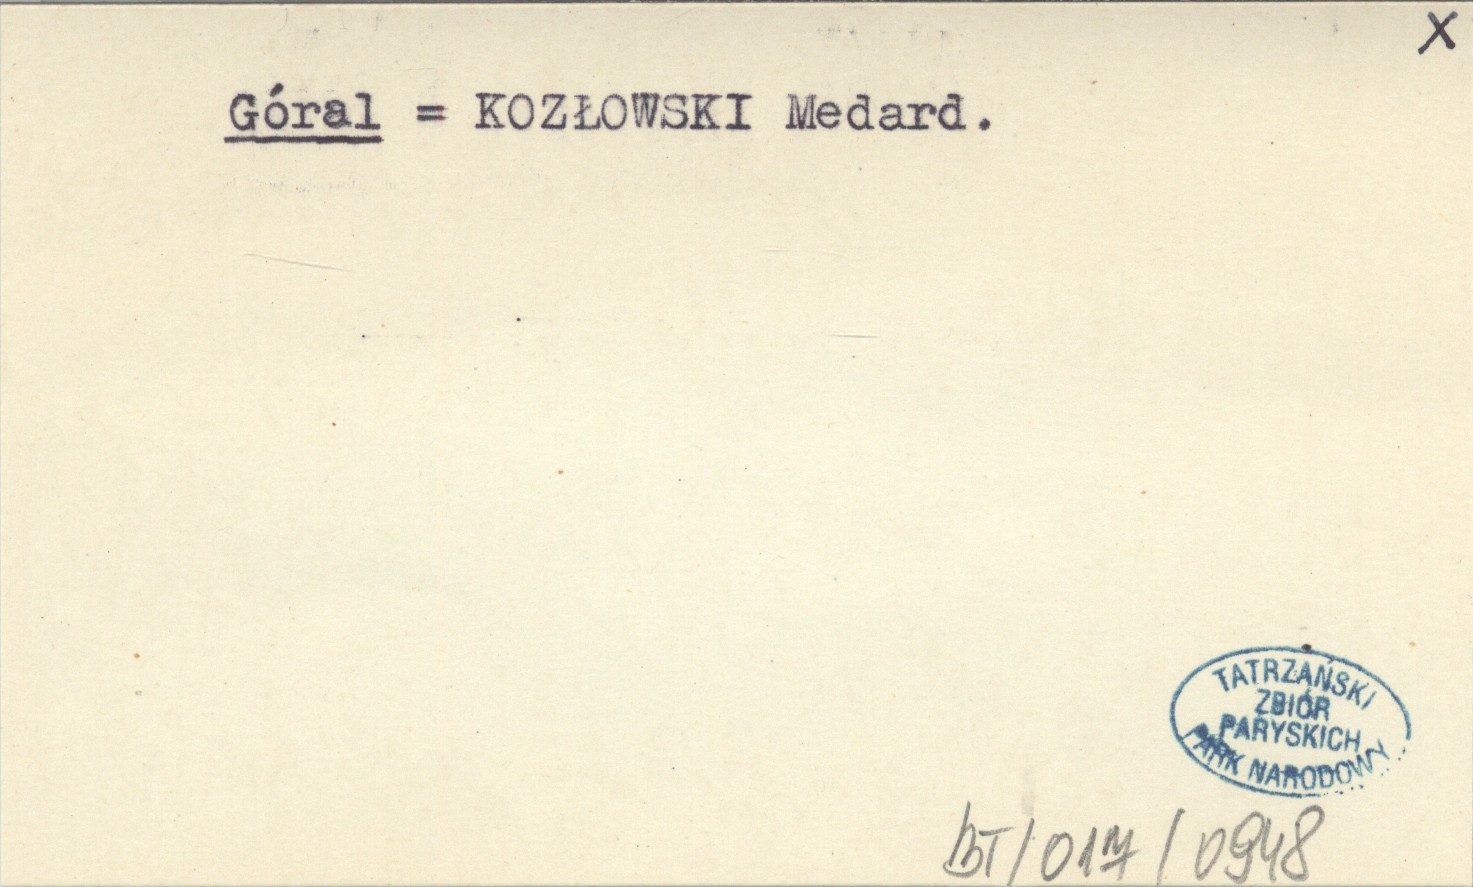 X
Góral = KOZŁOWSKI Medard.
TATRZAŃSKI
ZBIÓR
PARYSKICH
PARK NARODOWY
BT/017/0948